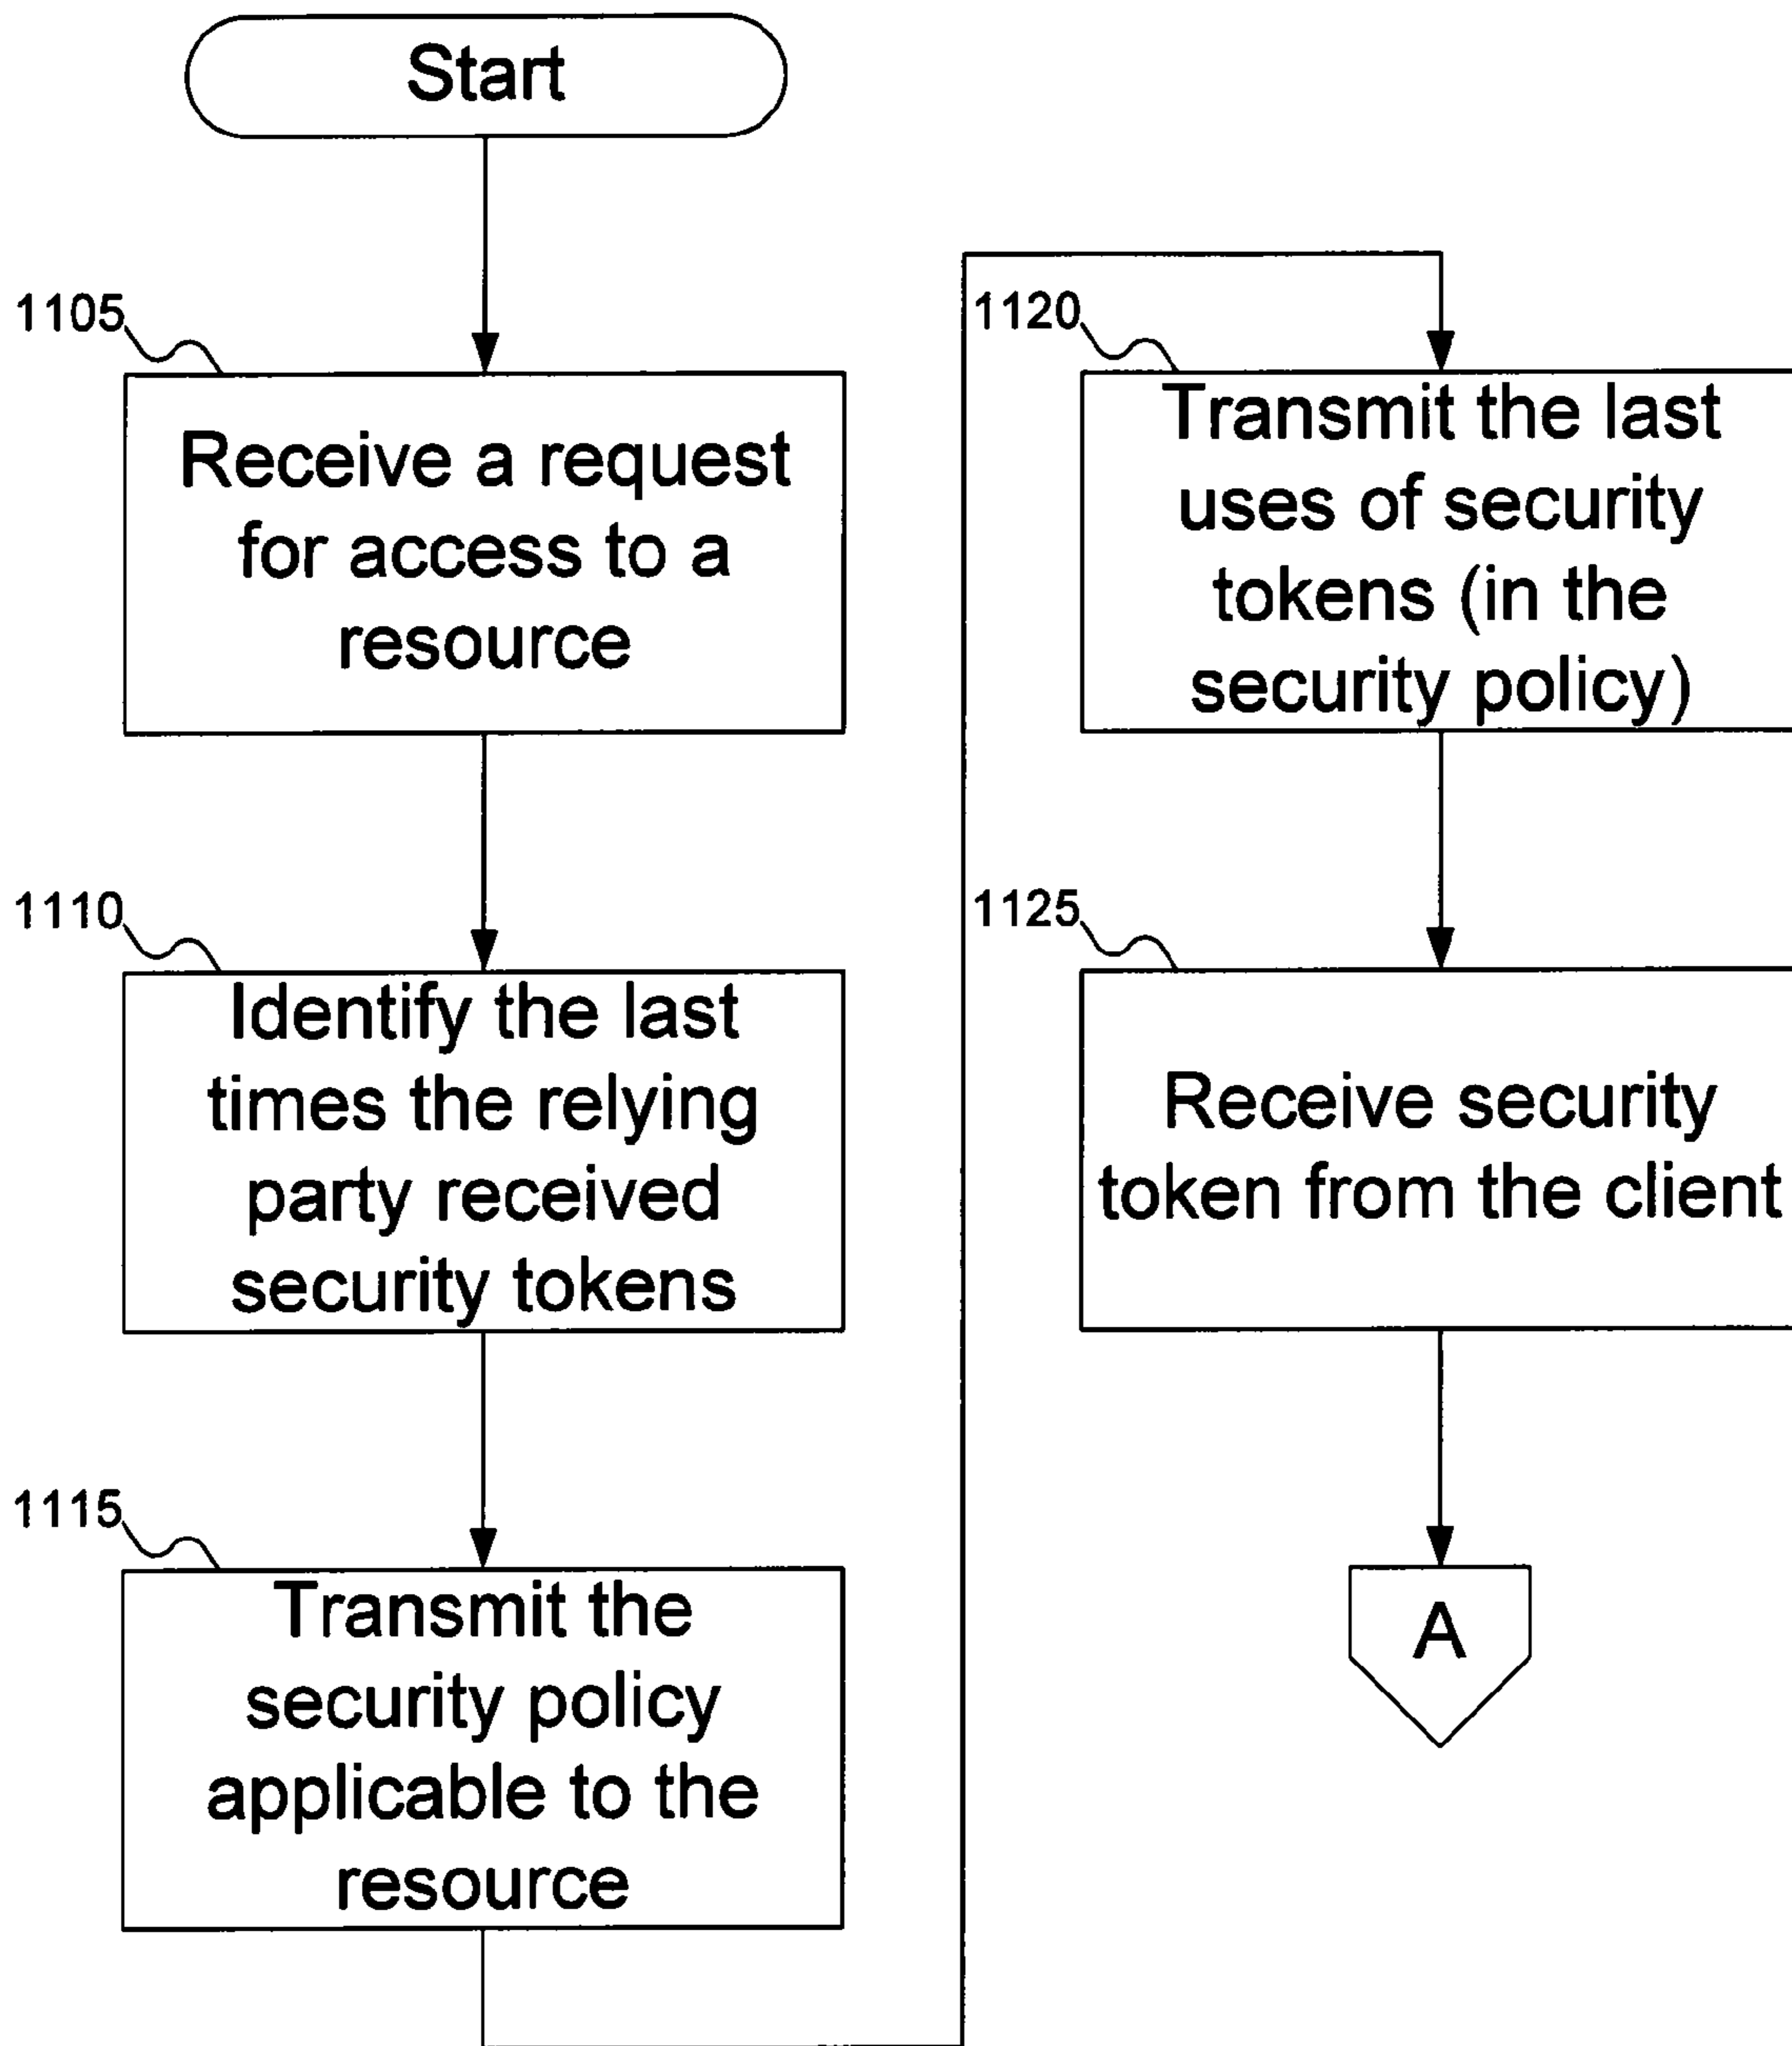 Start
1105
Receive a request
for access to a
resource
1110
Identify the last
times the relying
party received
security tokens
1115
Transmit the
security policy
applicable to the
resource
1120
Transmit the last
uses of security
tokens (in the
security policy)
1125
Receive security
token from the client
A